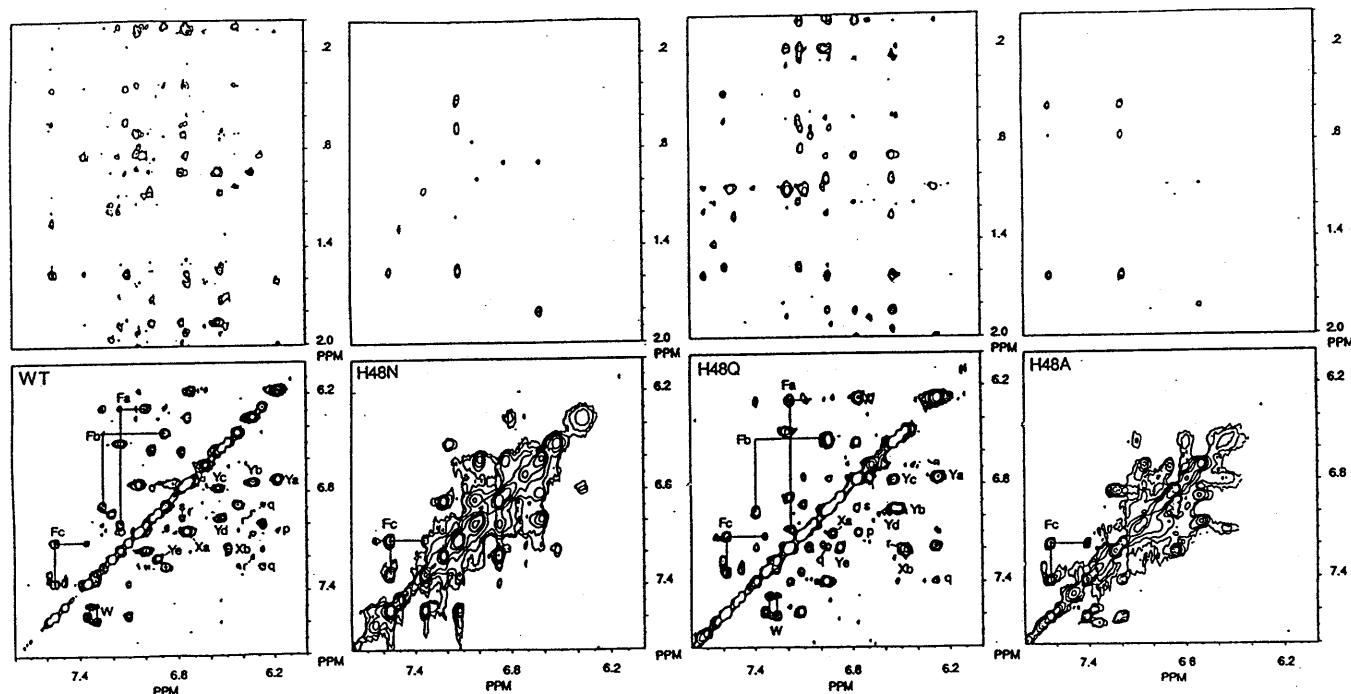 .2 .2 .2 .2
.8 .8 .8 .8
1.4 1.4 1.4 1.4
2.0 2.0 2.0 2.0
PPM PPM PPM PPM
WT H48N H48Q H48A
6.2 6.2 6.2 6.2
Fa Fa
Fb Fb
Yb Yc Ya Yc Ya
6.8 6.6 6.8 6.8
r q s Yb
Fc Yd p Fc Fc Xa p Yd Fc
Ye Xa Xb q Ye r Xb
r q q
7.4 7.4 7.4 7.4
W W
PPM PPM PPM PPM
7.4 6.8 6.2 7.4 6.8 6.2 7.4 6.8 6.2 7.4 6.8 6.2
PPM PPM PPM PPM